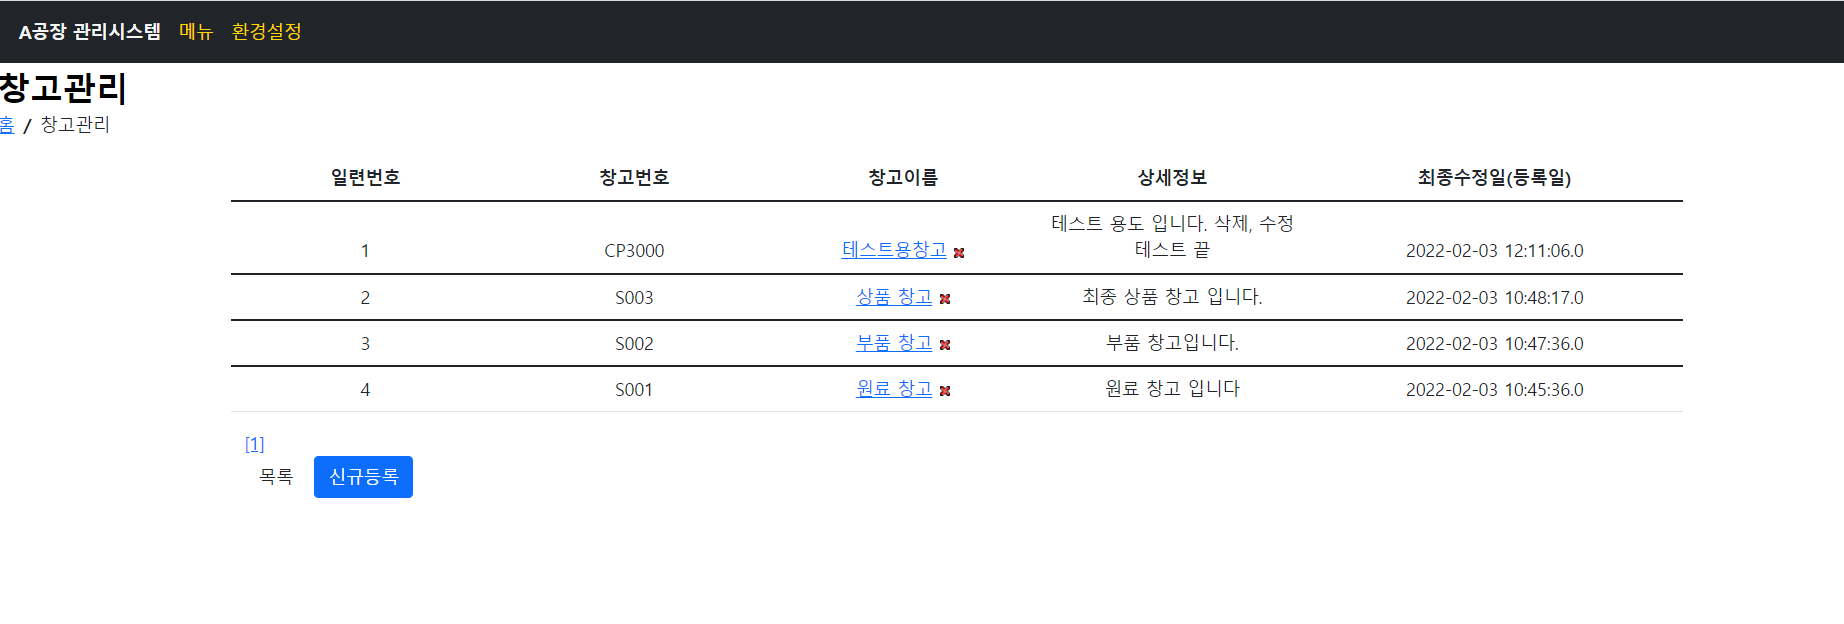 A공장 관리시스템 메뉴 환경설정
창고관리
홈 / 창고관리
일련번호 창고번호 창고이름 상세정보 최종수정일(등록일)
테스트 용도 입니다. 삭제, 수정
1 CP3000 테스트용창고 테스트 끝 2022-02-03 12:11:06.0
2 S003 상품 창고 최종 상품 창고 입니다. 2022-02-03 10:48:17.0
3 S002 부품 창고 부품 창고입니다. 2022-02-03 10:47:36.0
4 S001 원료 창고 원료 창고 입니다 2022-02-03 10:45:36.0
[1]
목록 신규등록